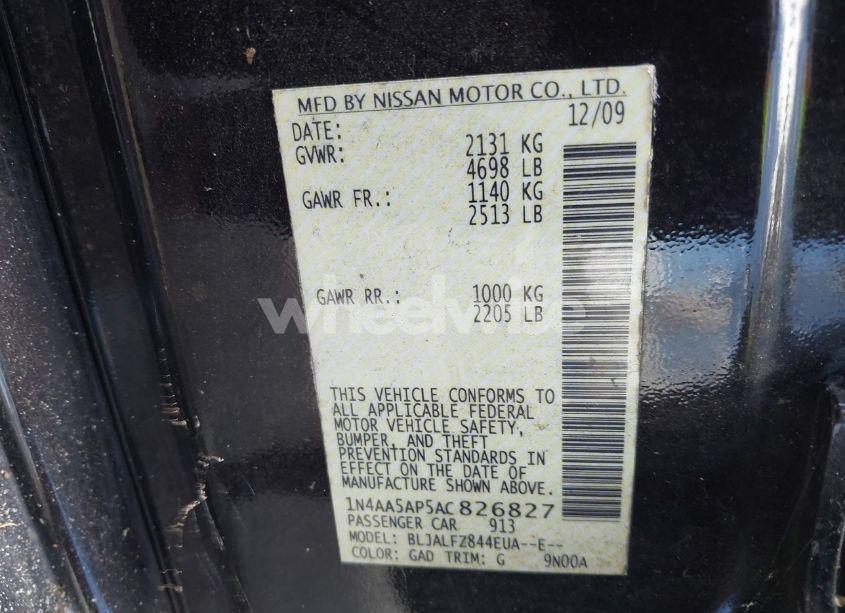 MFD BY NISSAN MOTOR CO., LTD.
DATE: 12/09
GVWR: 2131 KG
4698 LB
GAWR FR.: 1140 KG
2513 LB
GAWR RR.: 1000 KG
2205 LB
wheelwise
THIS VEHICLE CONFORMS TO
ALL APPLICABLE FEDERAL
MOTOR VEHICLE SAFETY,
BUMPER, AND THEFT
PREVENTION STANDARDS IN
EFFECT ON THE DATE OF
MANUFACTURE SHOWN ABOVE.
1N4AA5AP5AC826827
PASSENGER CAR 913
MODEL: BLJALFZ844EUA--E--
COLOR: GAD TRIM: G 9N00A